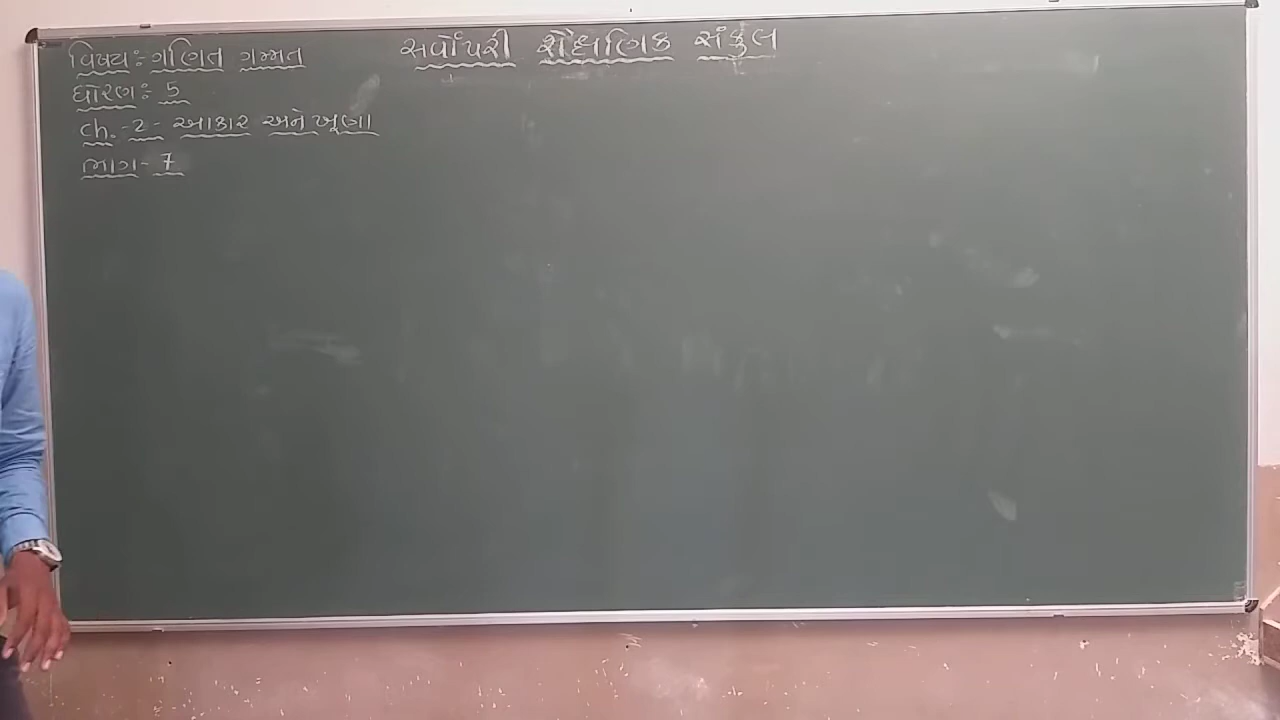 સર્વોપરી શૈક્ષણિક સંકુલ
વિષય:- ગણિત ગમ્મત
ધોરણ:- 5
ch.-2- આકાર અને ખૂણા
ભાગ- 7